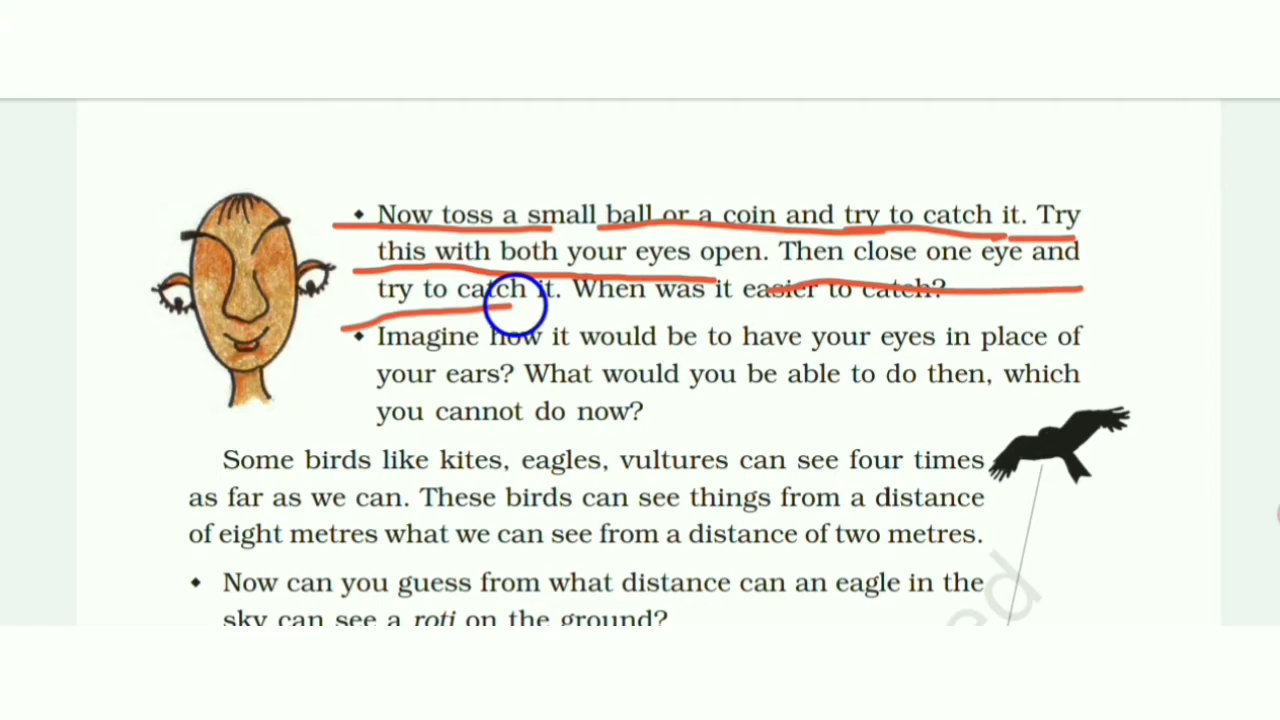 • Now toss a small ball or a coin and try to catch it. Try
this with both your eyes open. Then close one eye and
try to catch it. When was it easier to catch?
• Imagine how it would be to have your eyes in place of
your ears? What would you be able to do then, which
you cannot do now?
Some birds like kites, eagles, vultures can see four times
as far as we can. These birds can see things from a distance
of eight metres what we can see from a distance of two metres.
• Now can you guess from what distance can an eagle in the
sky can see a roti on the ground?